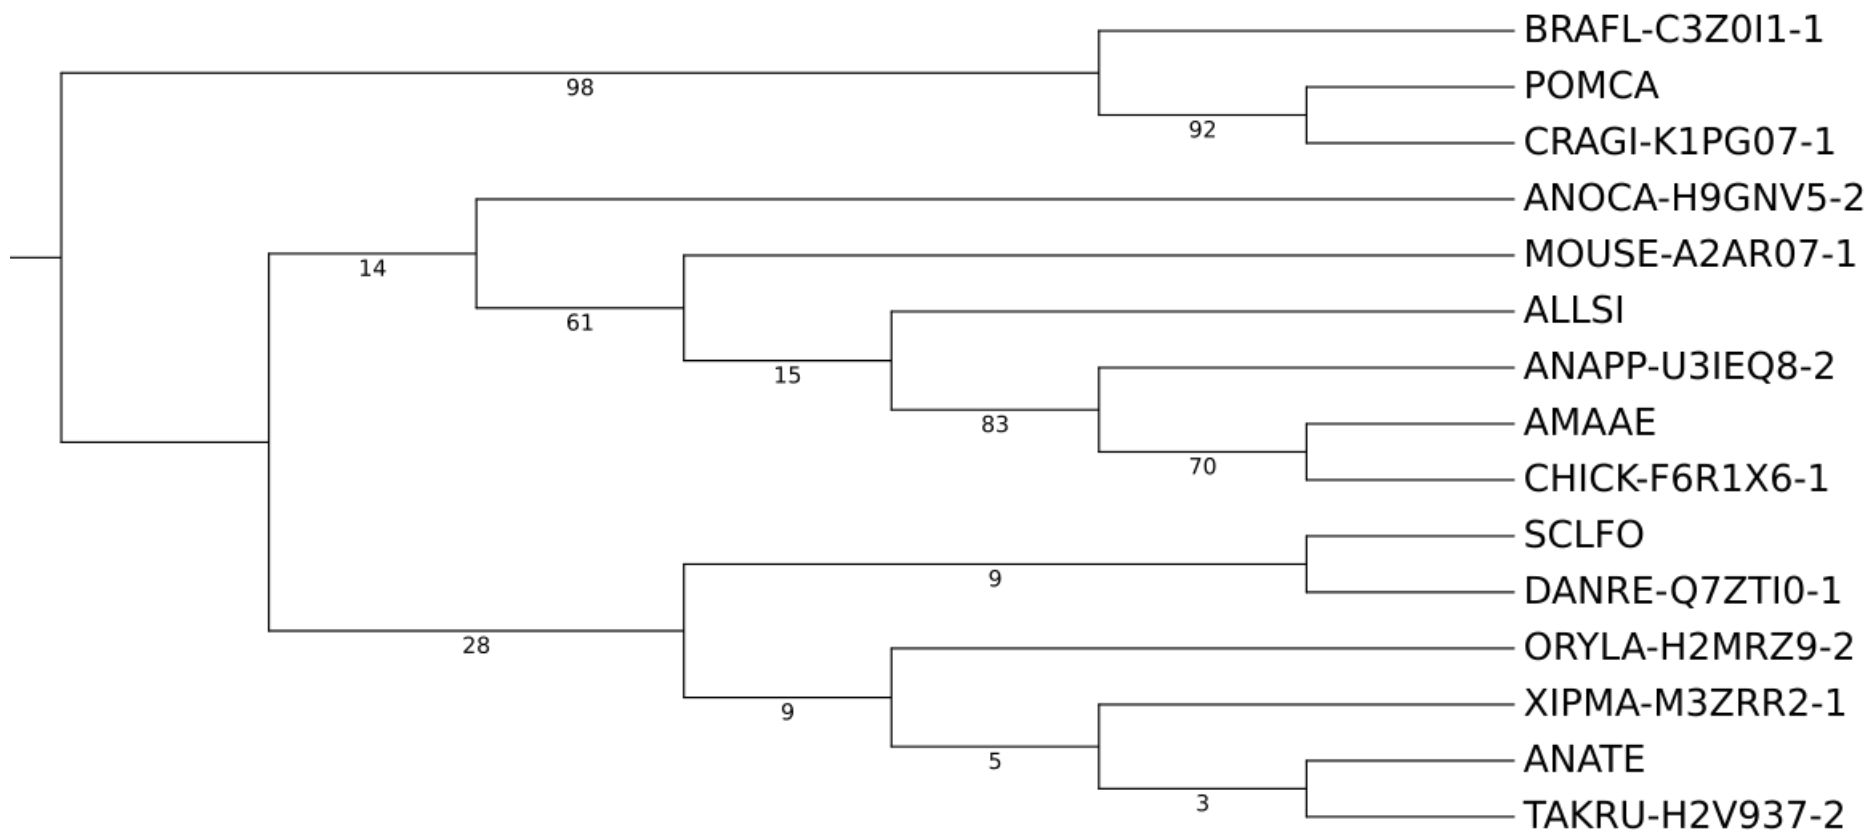 BRAFL-C3Z0I1-1
98
POMCA
92
CRAGI-K1PG07-1
ANOCA-H9GNV5-2
MOUSE-A2AR07-1
14
ALLSI
61
ANAPP-U3IEQ8-2
15
AMAAE
83
70
CHICK-F6R1X6-1
SCLFO
9
DANRE-Q7ZTI0-1
28
ORYLA-H2MRZ9-2
XIPMA-M3ZRR2-1
9
ANATE
5
3
TAKRU-H2V937-2